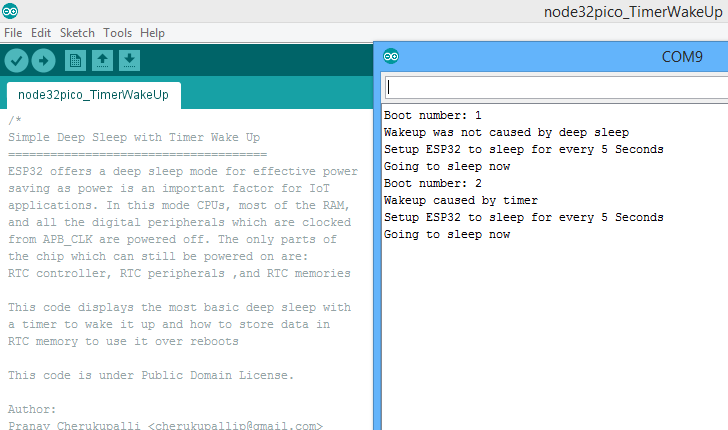 node32pico_TimerWakeUp
File Edit Sketch Tools Help
node32pico_TimerWakeUp
/*
Simple Deep Sleep with Timer Wake Up
=====================================
ESP32 offers a deep sleep mode for effective power
saving as power is an important factor for IoT
applications. In this mode CPUs, most of the RAM,
and all the digital peripherals which are clocked
from APB_CLK are powered off. The only parts of
the chip which can still be powered on are:
RTC controller, RTC peripherals ,and RTC memories
This code displays the most basic deep sleep with
a timer to wake it up and how to store data in
RTC memory to use it over reboots
This code is under Public Domain License.
Author:
Pranav Cherukupalli <cherukupallip@gmail.com>
COM9
Boot number: 1
Wakeup was not caused by deep sleep
Setup ESP32 to sleep for every 5 Seconds
Going to sleep now
Boot number: 2
Wakeup caused by timer
Setup ESP32 to sleep for every 5 Seconds
Going to sleep now